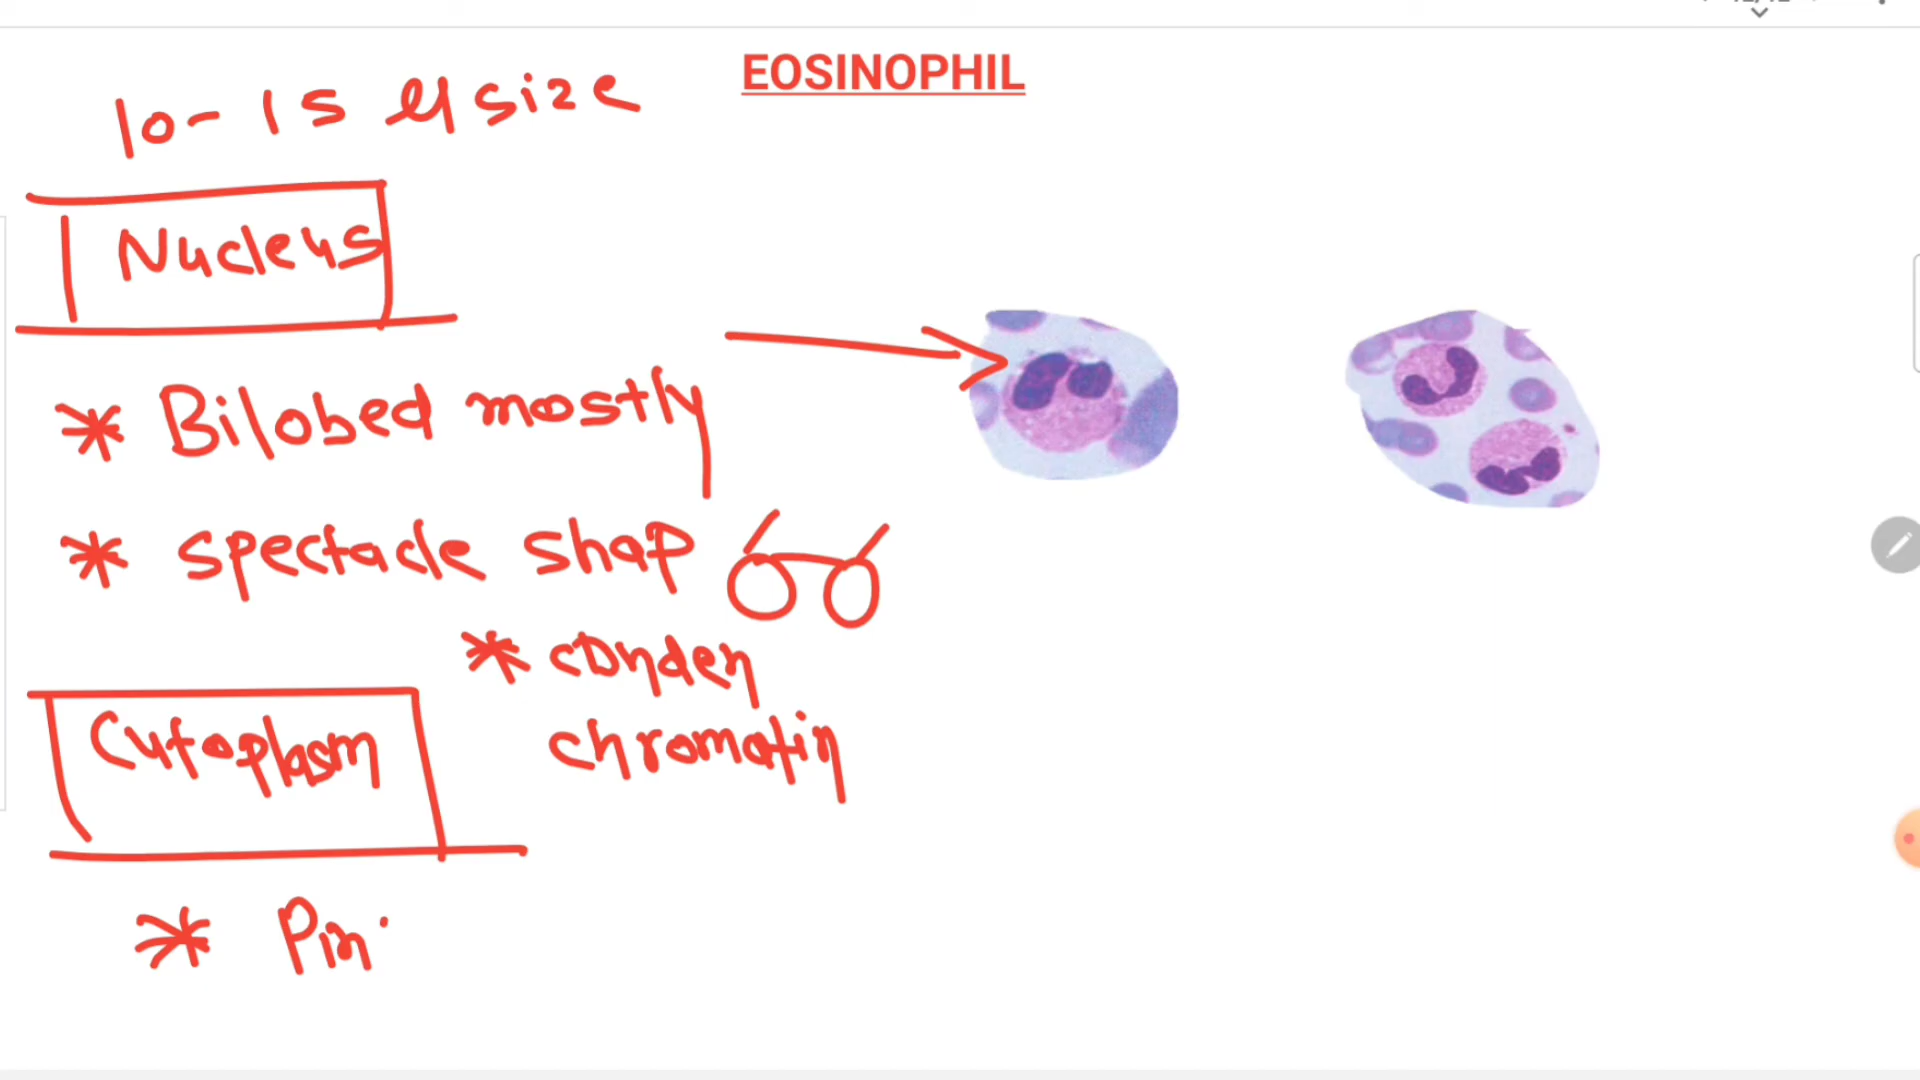 EOSINOPHIL
10-15 μ size
Nucleus
* Bilobed mostly
* spectacle shap
* conden
chromatin
Cytoplasm
* Pin